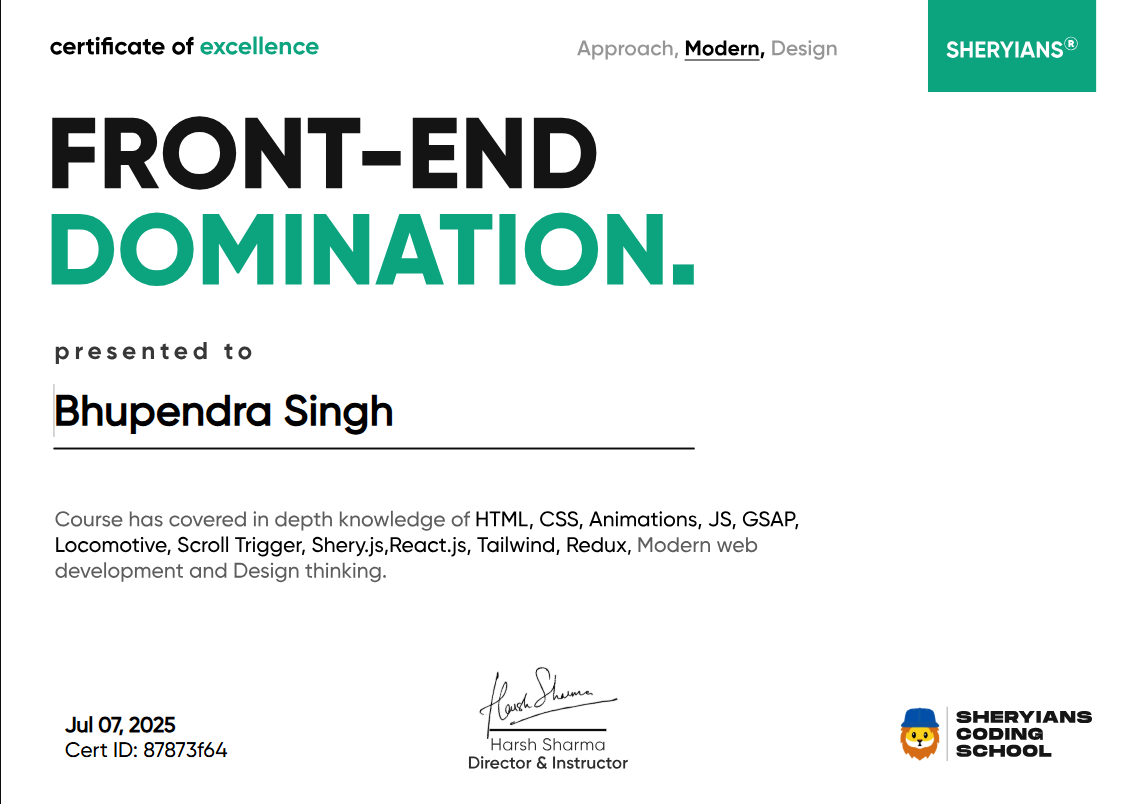 certificate of excellence
Approach, Modern, Design
SHERYIANS®
FRONT-END
DOMINATION.
presented to
Bhupendra Singh
Course has covered in depth knowledge of HTML, CSS, Animations, JS, GSAP,
Locomotive, Scroll Trigger, Shery.js,React.js, Tailwind, Redux, Modern web
development and Design thinking.
Jul 07, 2025
Cert ID: 87873f64
Harsh Sharma
Harsh Sharma
Director & Instructor
SHERYIANS
CODING
SCHOOL